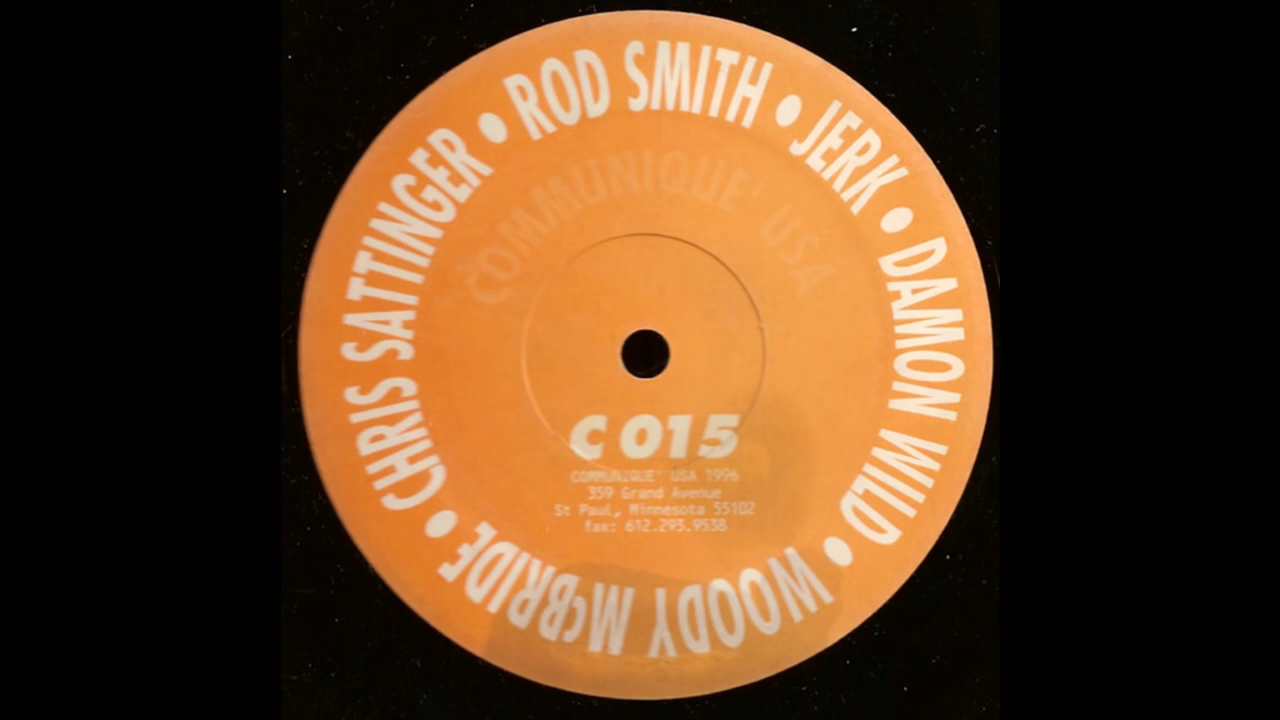 CHRIS SATTINGER • ROD SMITH • JERK • DAMON WILD • WOODY McBRIDE •
COMMUNIQUE' USA
C 015
COMMUNIQUE' USA 1996
359 Grand Avenue
St Paul, Minnesota 55102
fax: 612.293.9538